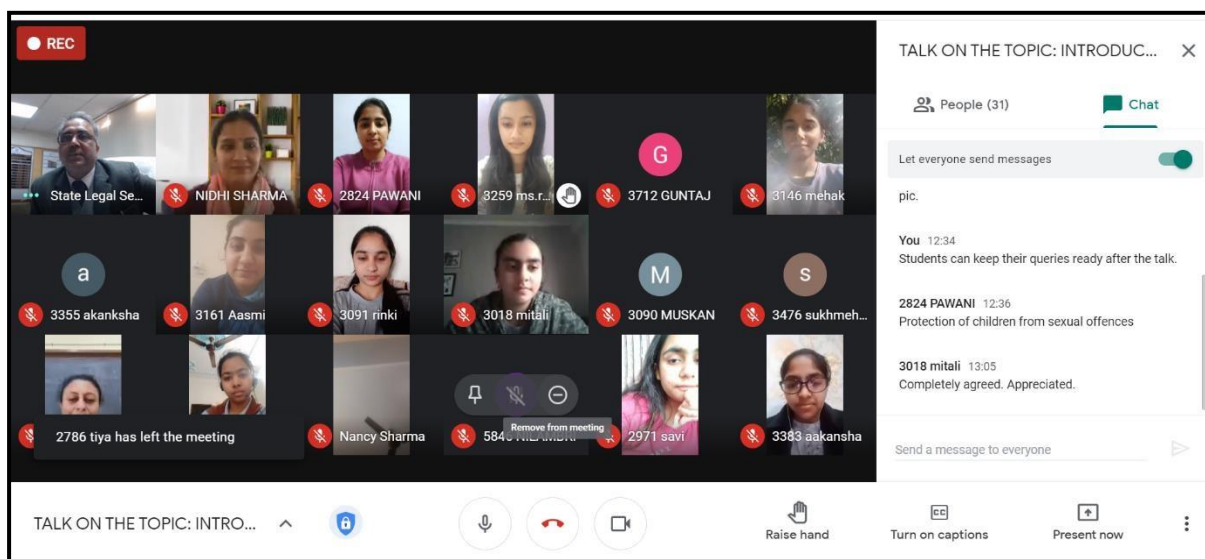 REC
TALK ON THE TOPIC: INTRODUC...
People (31)
Chat
Let everyone send messages
pic.
You 12:34
Students can keep their queries ready after the talk.
2824 PAWANI 12:36
Protection of children from sexual offences
3018 mitali 13:05
Completely agreed. Appreciated.
Send a message to everyone
State Legal Se...
NIDHI SHARMA
2824 PAWANI
3259 ms.r...
G
3712 GUNTAJ
3146 mehak
a
3355 akanksha
3161 Aasmi
3091 rinki
3018 mitali
M
3090 MUSKAN
s
3476 sukhmeh...
2786 tiya has left the meeting
Nancy Sharma
Remove from meeting
2971 savi
3383 aakansha
TALK ON THE TOPIC: INTRO...
Raise hand
CC
Turn on captions
Present now